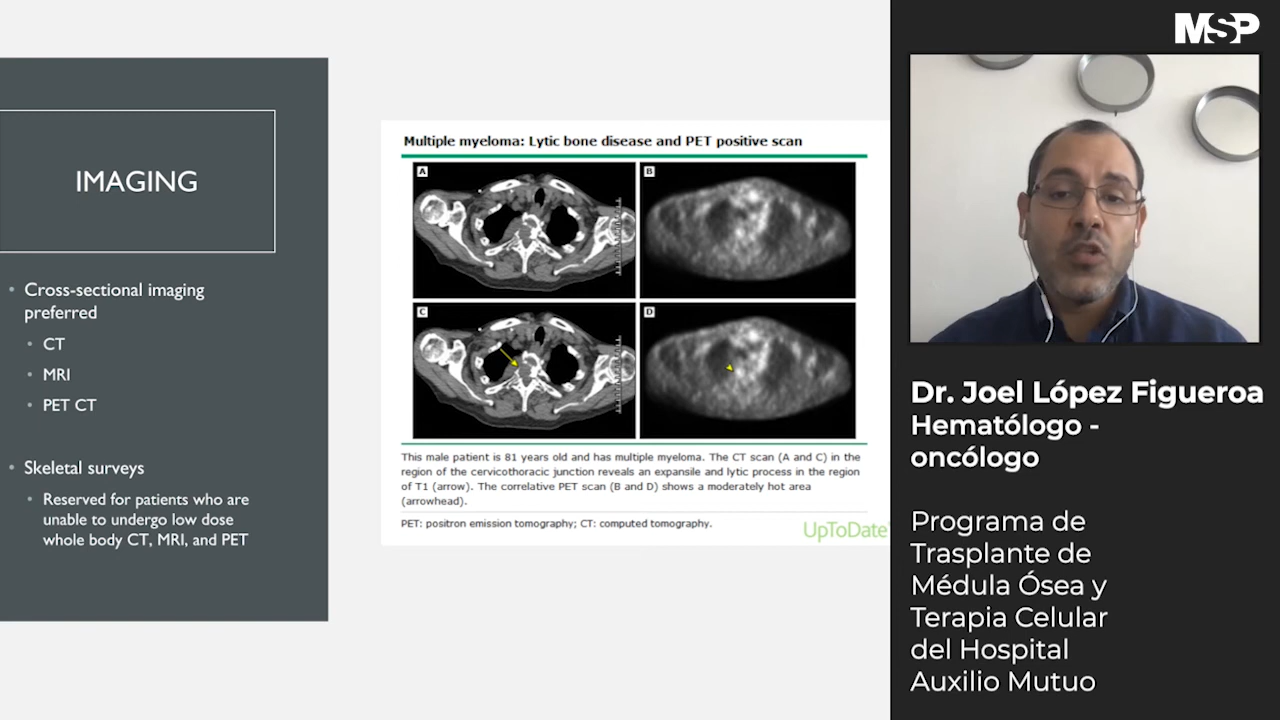 MSP
IMAGING
• Cross-sectional imaging
preferred
• CT
• MRI
• PET CT
• Skeletal surveys
• Reserved for patients who are
unable to undergo low dose
whole body CT, MRI, and PET
Multiple myeloma: Lytic bone disease and PET positive scan
A
B
C
D
This male patient is 81 years old and has multiple myeloma. The CT scan (A and C) in the
region of the cervicothoracic junction reveals an expansile and lytic process in the region
of T1 (arrow). The correlative PET scan (B and D) shows a moderately hot area
(arrowhead).
PET: positron emission tomography; CT: computed tomography.
UpToDate
Dr. Joel López Figueroa
Hematólogo -
oncólogo
Programa de
Trasplante de
Médula Ósea y
Terapia Celular
del Hospital
Auxilio Mutuo